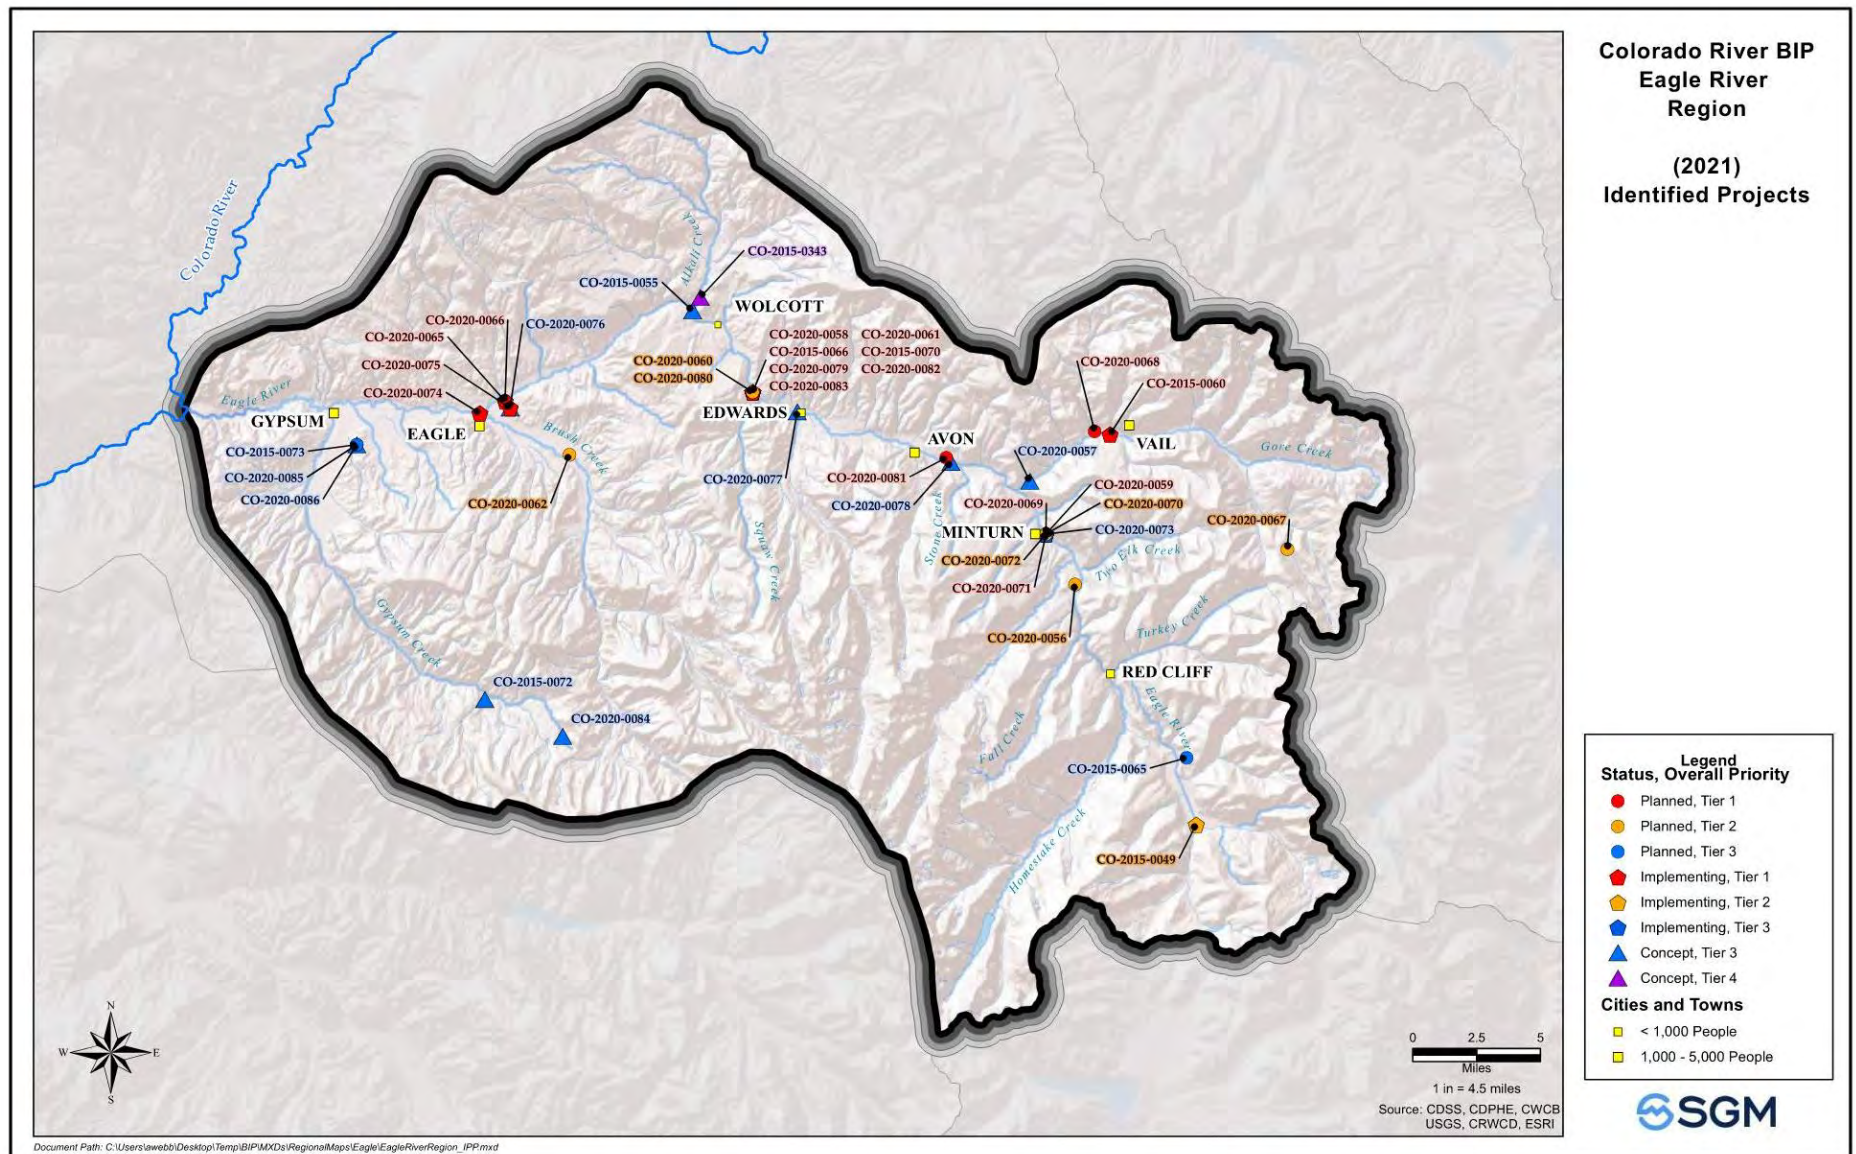 Colorado River BIP
Eagle River
Region
(2021)
Identified Projects
Colorado River
Alkali Creek
CO-2015-0343
CO-2015-0055
WOLCOTT
CO-2020-0066
CO-2020-0076
CO-2020-0065
CO-2020-0075
CO-2020-0074
CO-2020-0058 CO-2020-0061
CO-2015-0066 CO-2015-0070
CO-2020-0079 CO-2020-0082
CO-2020-0083
CO-2020-0060
CO-2020-0080
CO-2020-0068
CO-2015-0060
Eagle River
GYPSUM
EAGLE
Brush Creek
EDWARDS
AVON
VAIL
Gore Creek
CO-2015-0073
CO-2020-0085
CO-2020-0086
CO-2020-0062
CO-2020-0077
CO-2020-0081
CO-2020-0078
CO-2020-0057
CO-2020-0059
CO-2020-0069
CO-2020-0070
CO-2020-0067
MINTURN
CO-2020-0073
Stone Creek
Squaw Creek
CO-2020-0072
Two Elk Creek
CO-2020-0071
Gypsum Creek
Turkey Creek
CO-2020-0056
RED CLIFF
CO-2015-0072
CO-2020-0084
Eagle River
Fall Creek
CO-2015-0065
Homestake Creek
CO-2015-0049
Legend
Status, Overall Priority
Planned, Tier 1
Planned, Tier 2
Planned, Tier 3
Implementing, Tier 1
Implementing, Tier 2
Implementing, Tier 3
Concept, Tier 3
Concept, Tier 4
Cities and Towns
< 1,000 People
1,000 - 5,000 People
N
W E
S
0 2.5 5
Miles
1 in = 4.5 miles
Source: CDSS, CDPHE, CWCB
USGS, CRWCD, ESRI
SGM
Document Path: C:\Users\awebb\Desktop\Temp\BIP\MXDs\RegionalMaps\Eagle\EagleRiverRegion_IPP.mxd